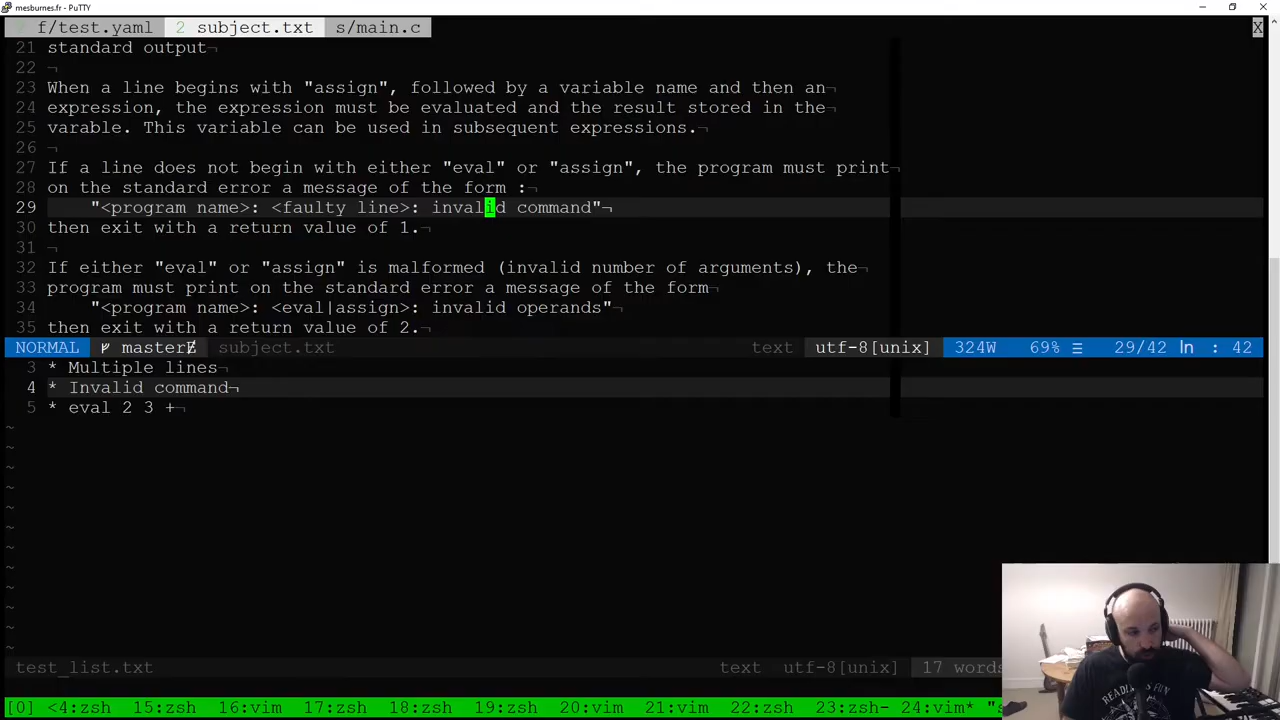 mesburnes.fr - PuTTY
f/test.yaml 2 subject.txt s/main.c X
21 standard output¬
22 ¬
23 When a line begins with "assign", followed by a variable name and then an¬
24 expression, the expression must be evaluated and the result stored in the¬
25 varable. This variable can be used in subsequent expressions.¬
26 ¬
27 If a line does not begin with either "eval" or "assign", the program must print¬
28 on the standard error a message of the form :¬
29 "<program name>: <faulty line>: invalid command"¬
30 then exit with a return value of 1.¬
31 ¬
32 If either "eval" or "assign" is malformed (invalid number of arguments), the¬
33 program must print on the standard error a message of the form¬
34 "<program name>: <eval|assign>: invalid operands"¬
35 then exit with a return value of 2.¬
NORMAL master subject.txt text utf-8[unix] 324W 69% ☰ 29/42 ln : 42
3 * Multiple lines¬
4 * Invalid command¬
5 * eval 2 3 +¬
~
~
~
~
~
~
~
~
~
~
~
~
test_list.txt text utf-8[unix] 17 words
[0] <4:zsh 15:zsh 16:vim 17:zsh 18:zsh 19:zsh 20:vim 21:vim 22:zsh 23:zsh- 24:vim* "s